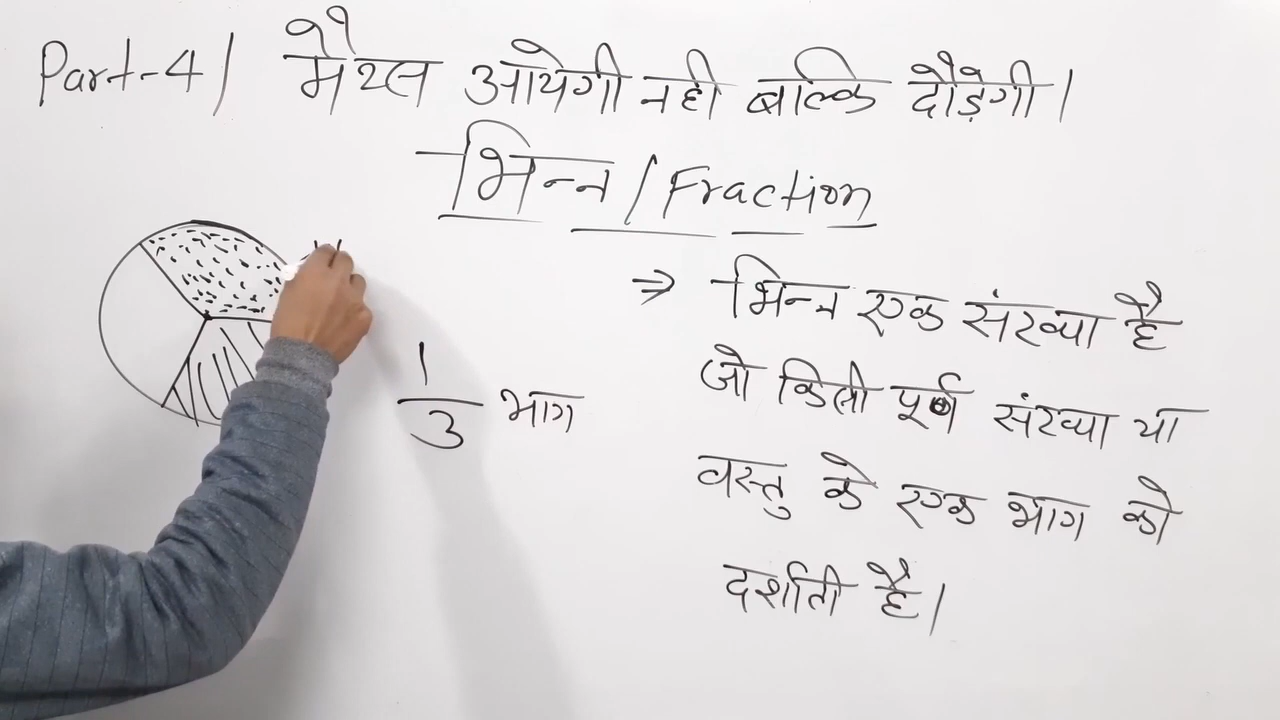 Part-4| मैथ्स आयेगी नही बल्कि दौड़ेगी।
भिन्न/Fraction
⇒ भिन्न एक संख्या है
जो किसी पूर्ण संख्या या
वस्तु के एक भाग को
दर्शाती है।
1/3 भाग